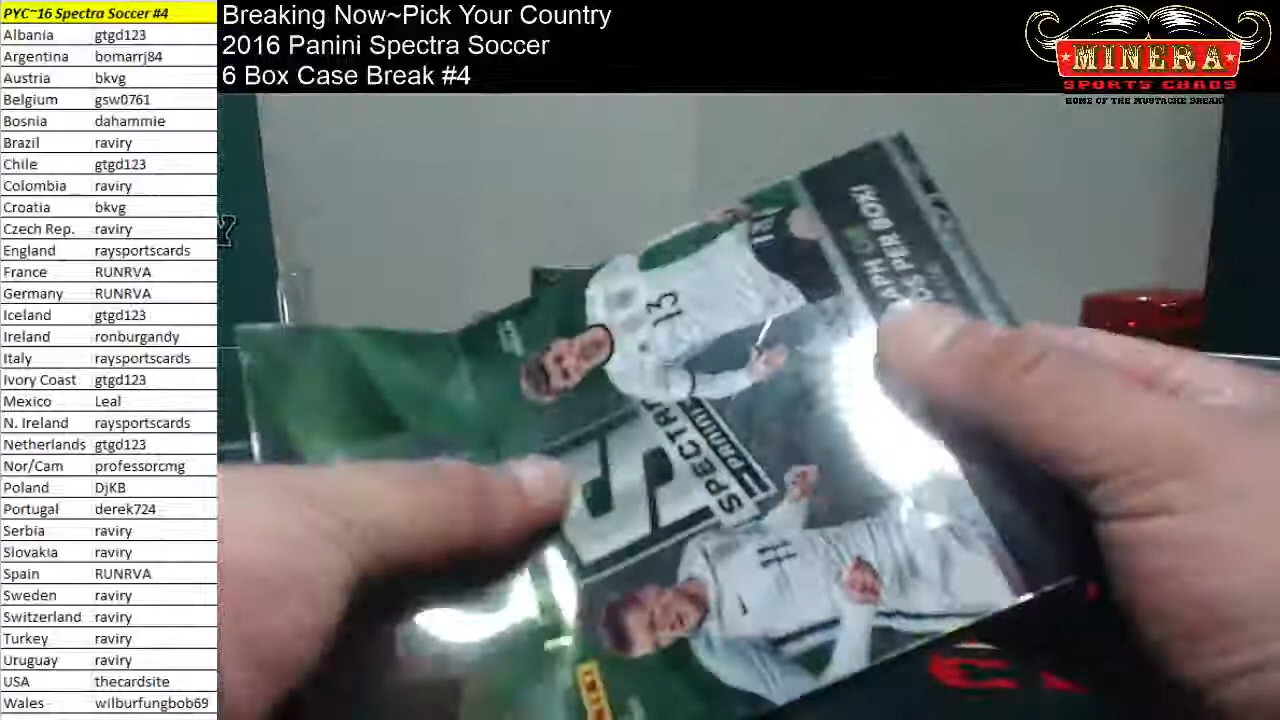 PYC~16 Spectra Soccer #4
Albania gtgd123
Argentina bomarrj84
Austria bkvg
Belgium gsw0761
Bosnia dahammie
Brazil raviry
Chile gtgd123
Colombia raviry
Croatia bkvg
Czech Rep. raviry
England raysportscards
France RUNRVA
Germany RUNRVA
Iceland gtgd123
Ireland ronburgandy
Italy raysportscards
Ivory Coast gtgd123
Mexico Leal
N. Ireland raysportscards
Netherlands gtgd123
Nor/Cam professorcmg
Poland DjKB
Portugal derek724
Serbia raviry
Slovakia raviry
Spain RUNRVA
Sweden raviry
Switzerland raviry
Turkey raviry
Uruguay raviry
USA thecardsite
Wales wilburfungbob69
Breaking Now~Pick Your Country
2016 Panini Spectra Soccer
6 Box Case Break #4
MINERA
SPORTS CARDS
HOME OF THE MUSTACHE BREAK
PER BOX!
13
11
S
SPECTRA
PANINI